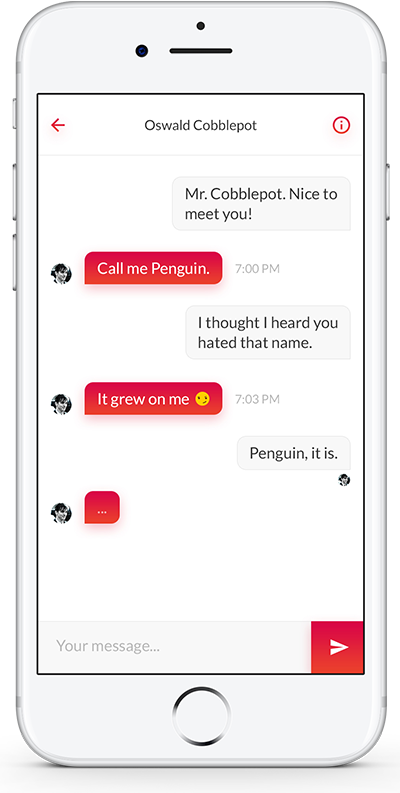 Oswald Cobblepot
Mr. Cobblepot. Nice to
meet you!
Call me Penguin.
7:00 PM
I thought I heard you
hated that name.
It grew on me 😏
7:03 PM
Penguin, it is.
...
Your message...